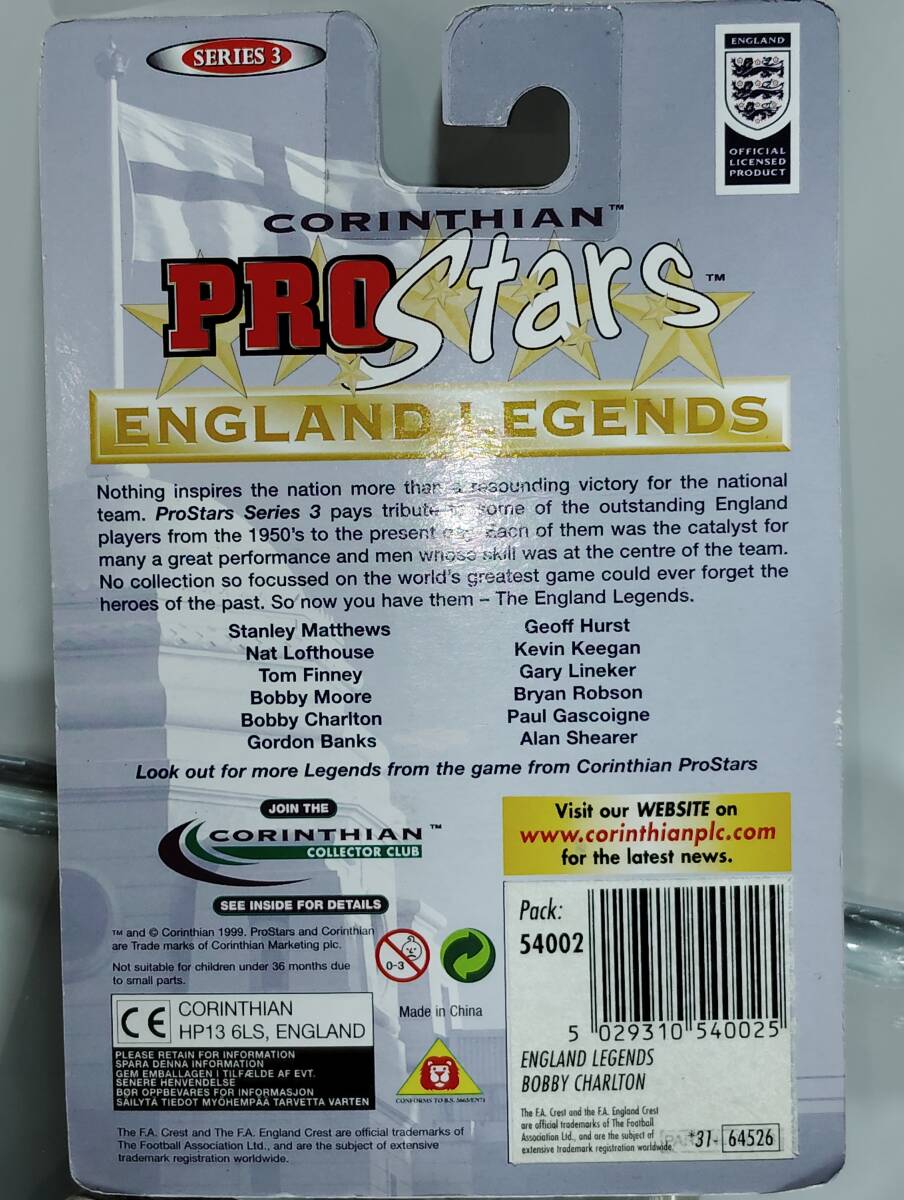 SERIES 3
ENGLAND
OFFICIAL
LICENSED
PRODUCT
CORINTHIAN™
PROStars™
ENGLAND LEGENDS
Nothing inspires the nation more than a resounding victory for the national
team. ProStars Series 3 pays tribute to some of the outstanding England
players from the 1950's to the present day. Each of them was the catalyst for
many a great performance and men whose skill was at the centre of the team.
No collection so focussed on the world's greatest game could ever forget the
heroes of the past. So now you have them – The England Legends.
Stanley Matthews
Nat Lofthouse
Tom Finney
Bobby Moore
Bobby Charlton
Gordon Banks
Geoff Hurst
Kevin Keegan
Gary Lineker
Bryan Robson
Paul Gascoigne
Alan Shearer
Look out for more Legends from the game from Corinthian ProStars
JOIN THE
CORINTHIAN™
COLLECTOR CLUB
SEE INSIDE FOR DETAILS
Visit our WEBSITE on
www.corinthianplc.com
for the latest news.
TM and © Corinthian 1999. ProStars and Corinthian
are Trade marks of Corinthian Marketing plc.
Not suitable for children under 36 months due
to small parts.
0-3
Made in China
CE CORINTHIAN
HP13 6LS, ENGLAND
PLEASE RETAIN FOR INFORMATION
SPARA DENNA INFORMATION
GEM EMBALLAGEN I TILFÆLDE AF EVT.
SENERE HENVENDELSE
BØR OPPBEVARES FOR INFORMASJON
SÄILYTÄ TIEDOT MYÖHEMPÄÄ TARVETTA VARTEN
CONFORMS TO B.S. 5665/EN71
The F.A. Crest and The F.A. England Crest are official trademarks of
The Football Association Ltd., and are the subject of extensive
trademark registration worldwide.
Pack:
54002
5 029310 540025
ENGLAND LEGENDS
BOBBY CHARLTON
The F.A. Crest and the F.A. England Crest
are official trademarks of the Football
Association Ltd., and are the subject of
extensive trademark registration worldwide
*31- 64526